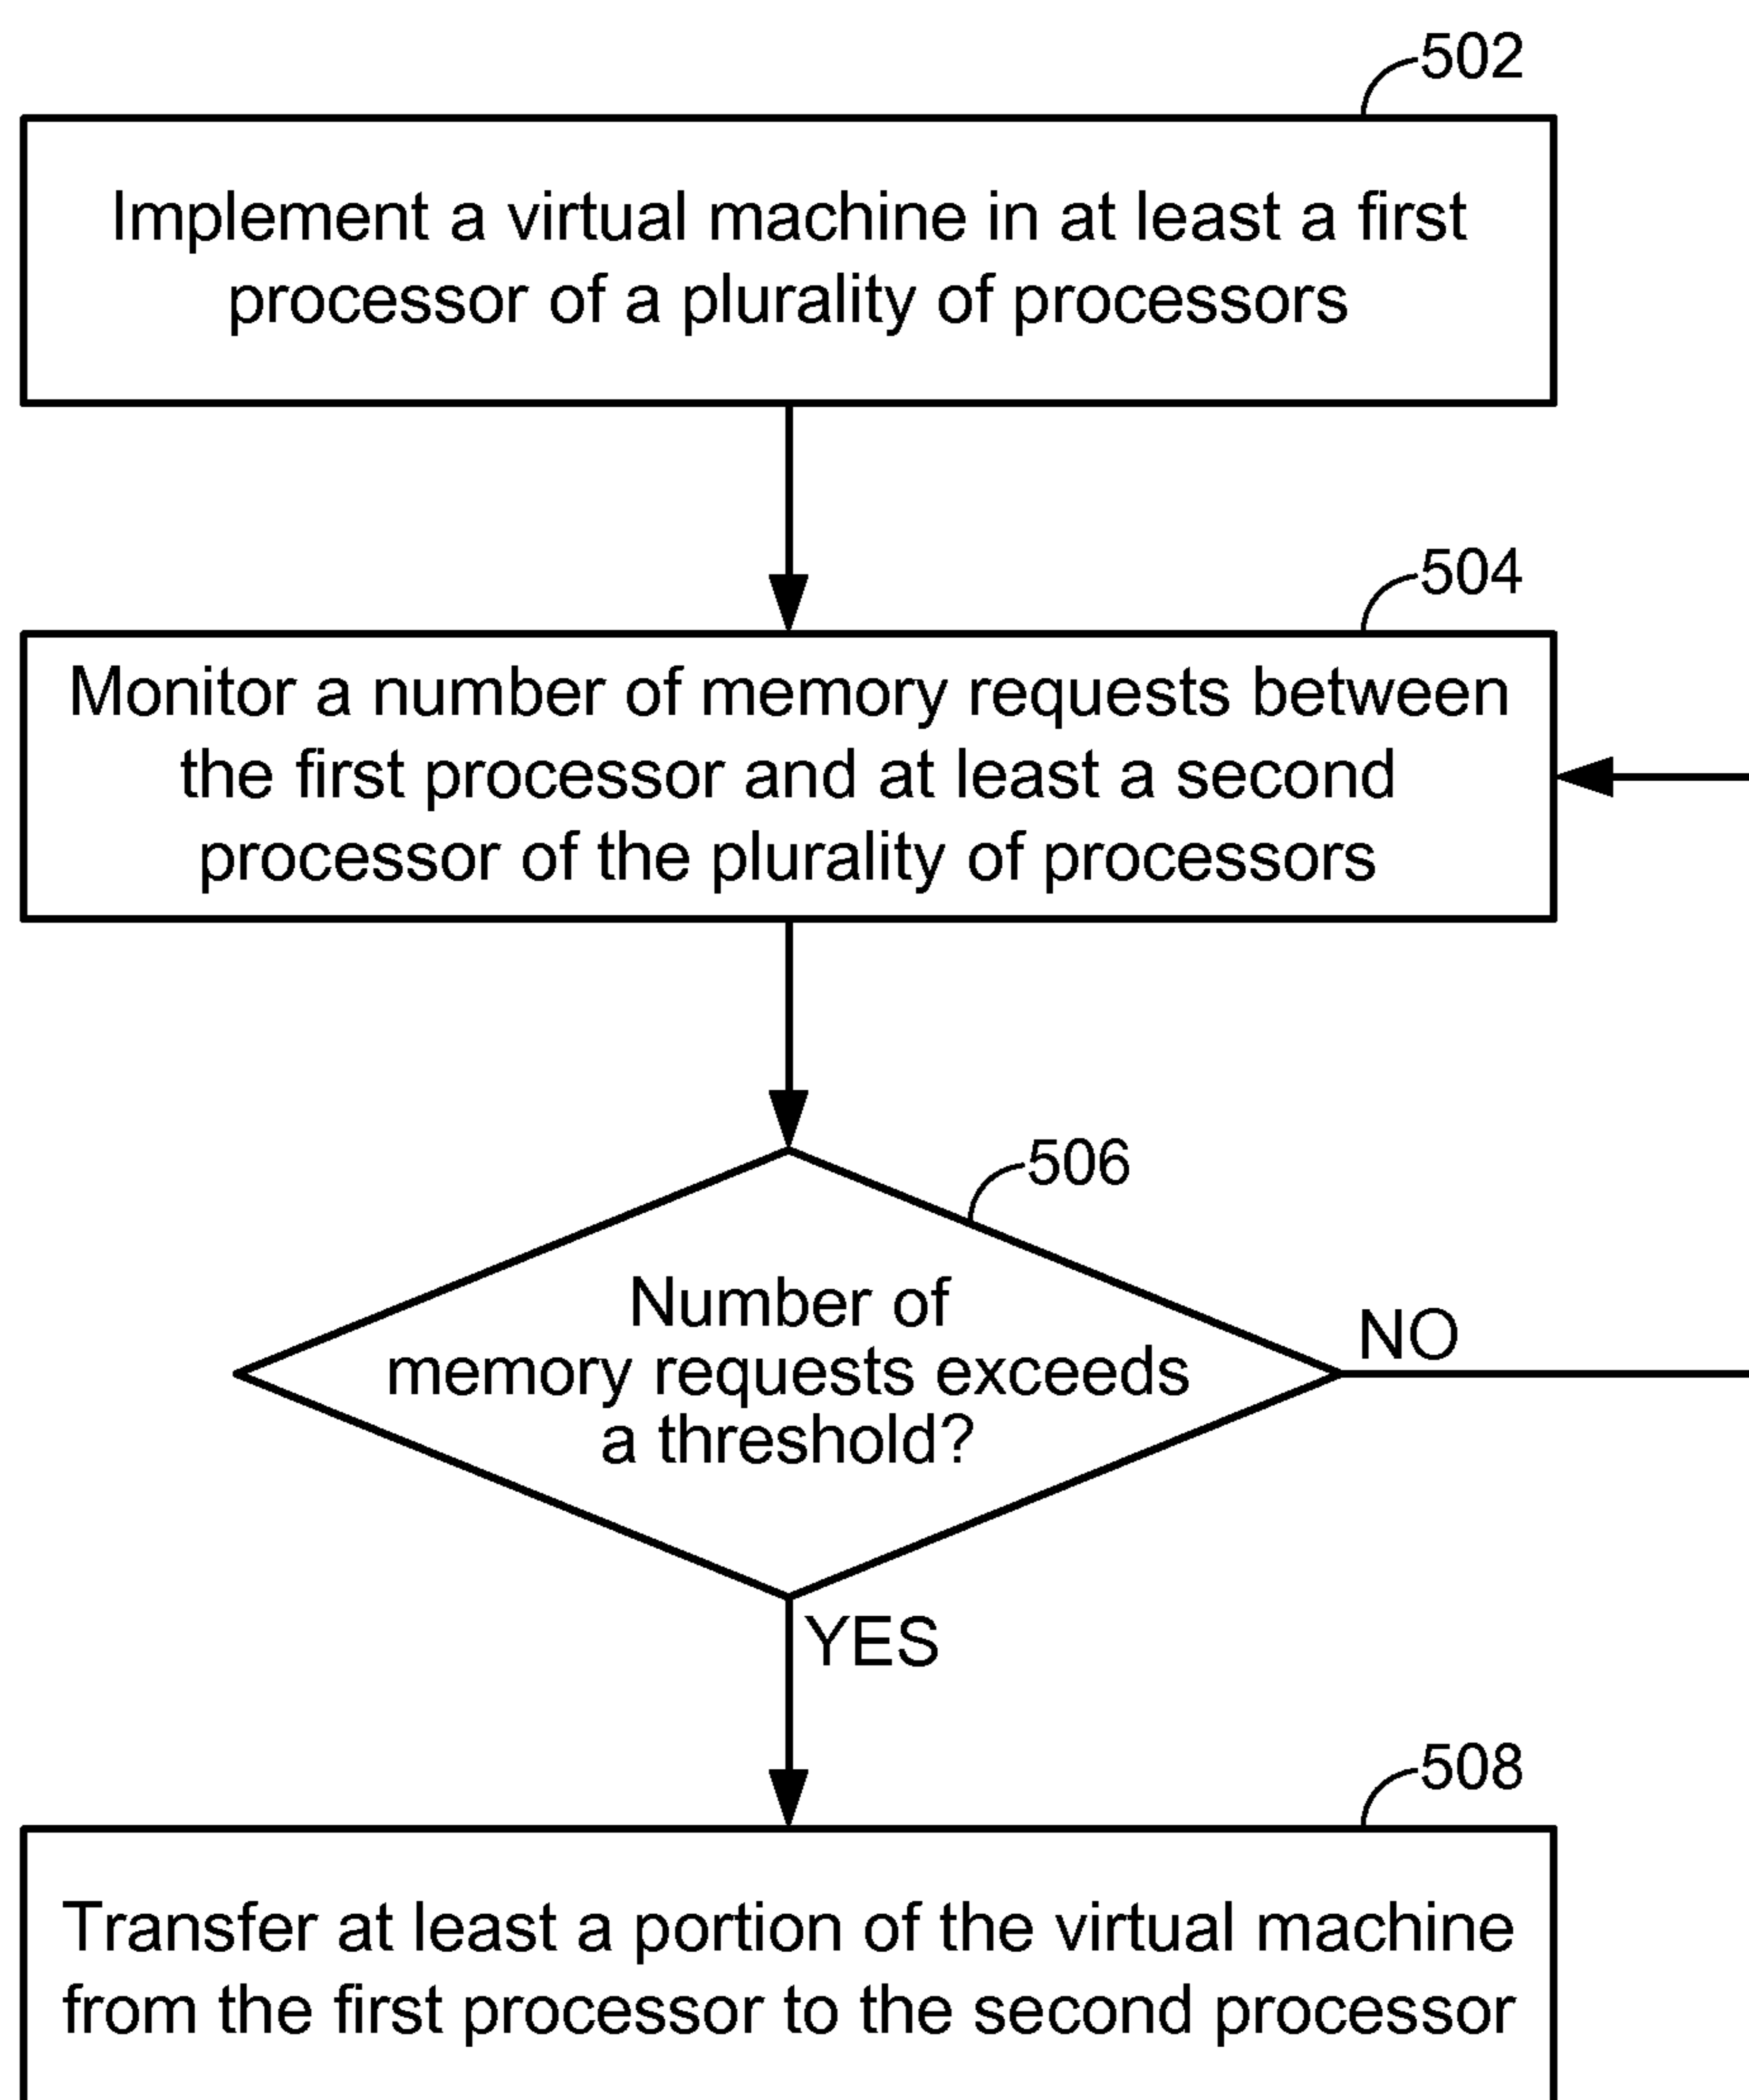 502
Implement a virtual machine in at least a first
processor of a plurality of processors
504
Monitor a number of memory requests between
the first processor and at least a second
processor of the plurality of processors
506
Number of
memory requests exceeds
a threshold?
NO
YES
508
Transfer at least a portion of the virtual machine
from the first processor to the second processor